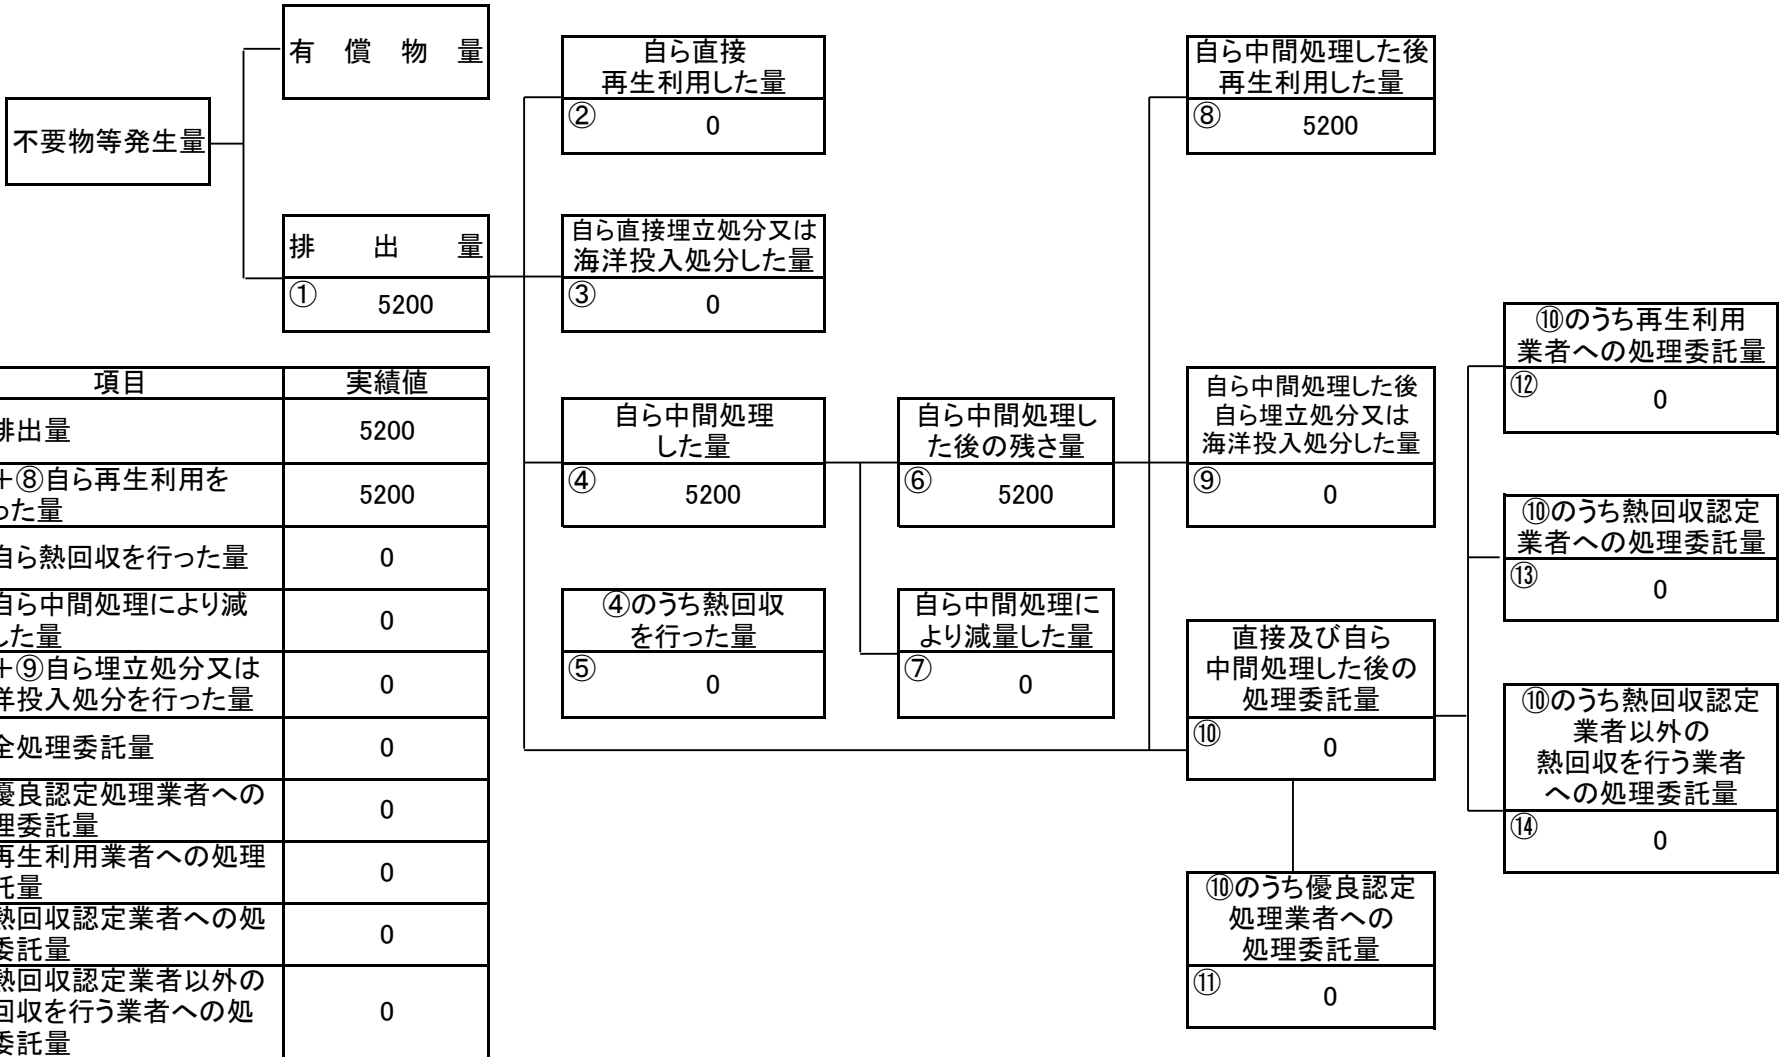 有償物量
不要物等発生量
排出量
① 5200
自ら直接
再生利用した量
② 0
自ら直接埋立処分又は
海洋投入処分した量
③ 0
自ら中間処理
した量
④ 5200
④のうち熱回収
を行った量
⑤ 0
自ら中間処理し
た後の残さ量
⑥ 5200
自ら中間処理に
より減量した量
⑦ 0
自ら中間処理した後
再生利用した量
⑧ 5200
自ら中間処理した後
自ら埋立処分又は
海洋投入処分した量
⑨ 0
直接及び自ら
中間処理した後の
処理委託量
⑩ 0
⑩のうち優良認定
処理業者への
処理委託量
⑪ 0
⑩のうち再生利用
業者への処理委託量
⑫ 0
⑩のうち熱回収認定
業者への処理委託量
⑬ 0
⑩のうち熱回収認定
業者以外の
熱回収を行う業者
への処理委託量
⑭ 0
項目 実績値
排出量 5200
+⑧自ら再生利用を
った量 5200
自ら熱回収を行った量 0
自ら中間処理により減
した量 0
+⑨自ら埋立処分又は
洋投入処分を行った量 0
全処理委託量 0
優良認定処理業者への
理委託量 0
再生利用業者への処理
託量 0
熱回収認定業者への処
委託量 0
熱回収認定業者以外の
回収を行う業者への処
委託量 0